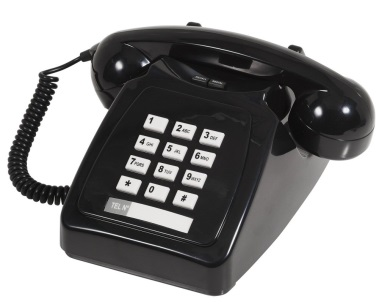 1 2 ABC 3 DEF
4 GHI 5 JKL 6 MNO
7 PQRS 8 TUV 9 WXYZ
* 0 #
TEL N°